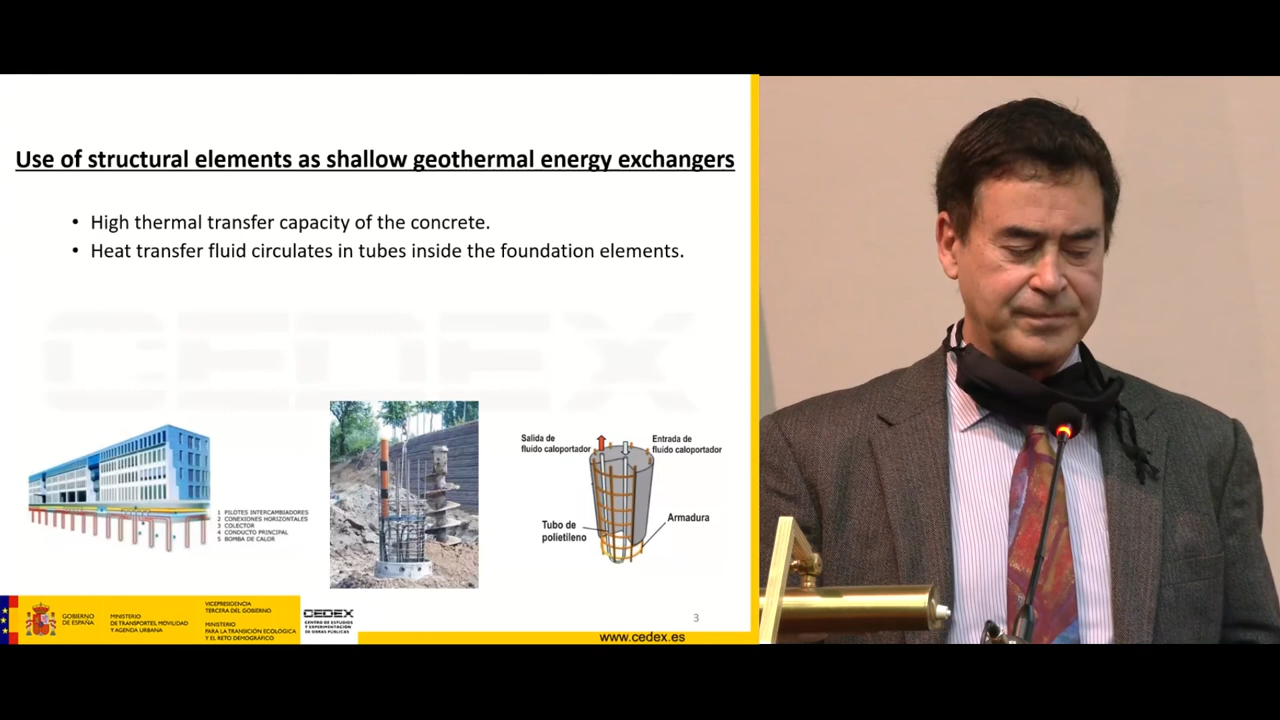 Use of structural elements as shallow geothermal energy exchangers
• High thermal transfer capacity of the concrete.
• Heat transfer fluid circulates in tubes inside the foundation elements.
CEDEX
1 PILOTES INTERCAMBIADORES
2 CONEXIONES HORIZONTALES
3 COLECTOR
4 CONDUCTO PRINCIPAL
5 BOMBA DE CALOR
Salida de
fluido caloportador
Entrada de
fluido caloportador
Tubo de
polietileno
Armadura
GOBIERNO
DE ESPAÑA
MINISTERIO
DE TRANSPORTES, MOVILIDAD
Y AGENDA URBANA
VICEPRESIDENCIA
TERCERA DEL GOBIERNO
MINISTERIO
PARA LA TRANSICIÓN ECOLÓGICA
Y EL RETO DEMOGRÁFICO
CEDEX
CENTRO DE ESTUDIOS
Y EXPERIMENTACIÓN
DE OBRAS PÚBLICAS
3
www.cedex.es